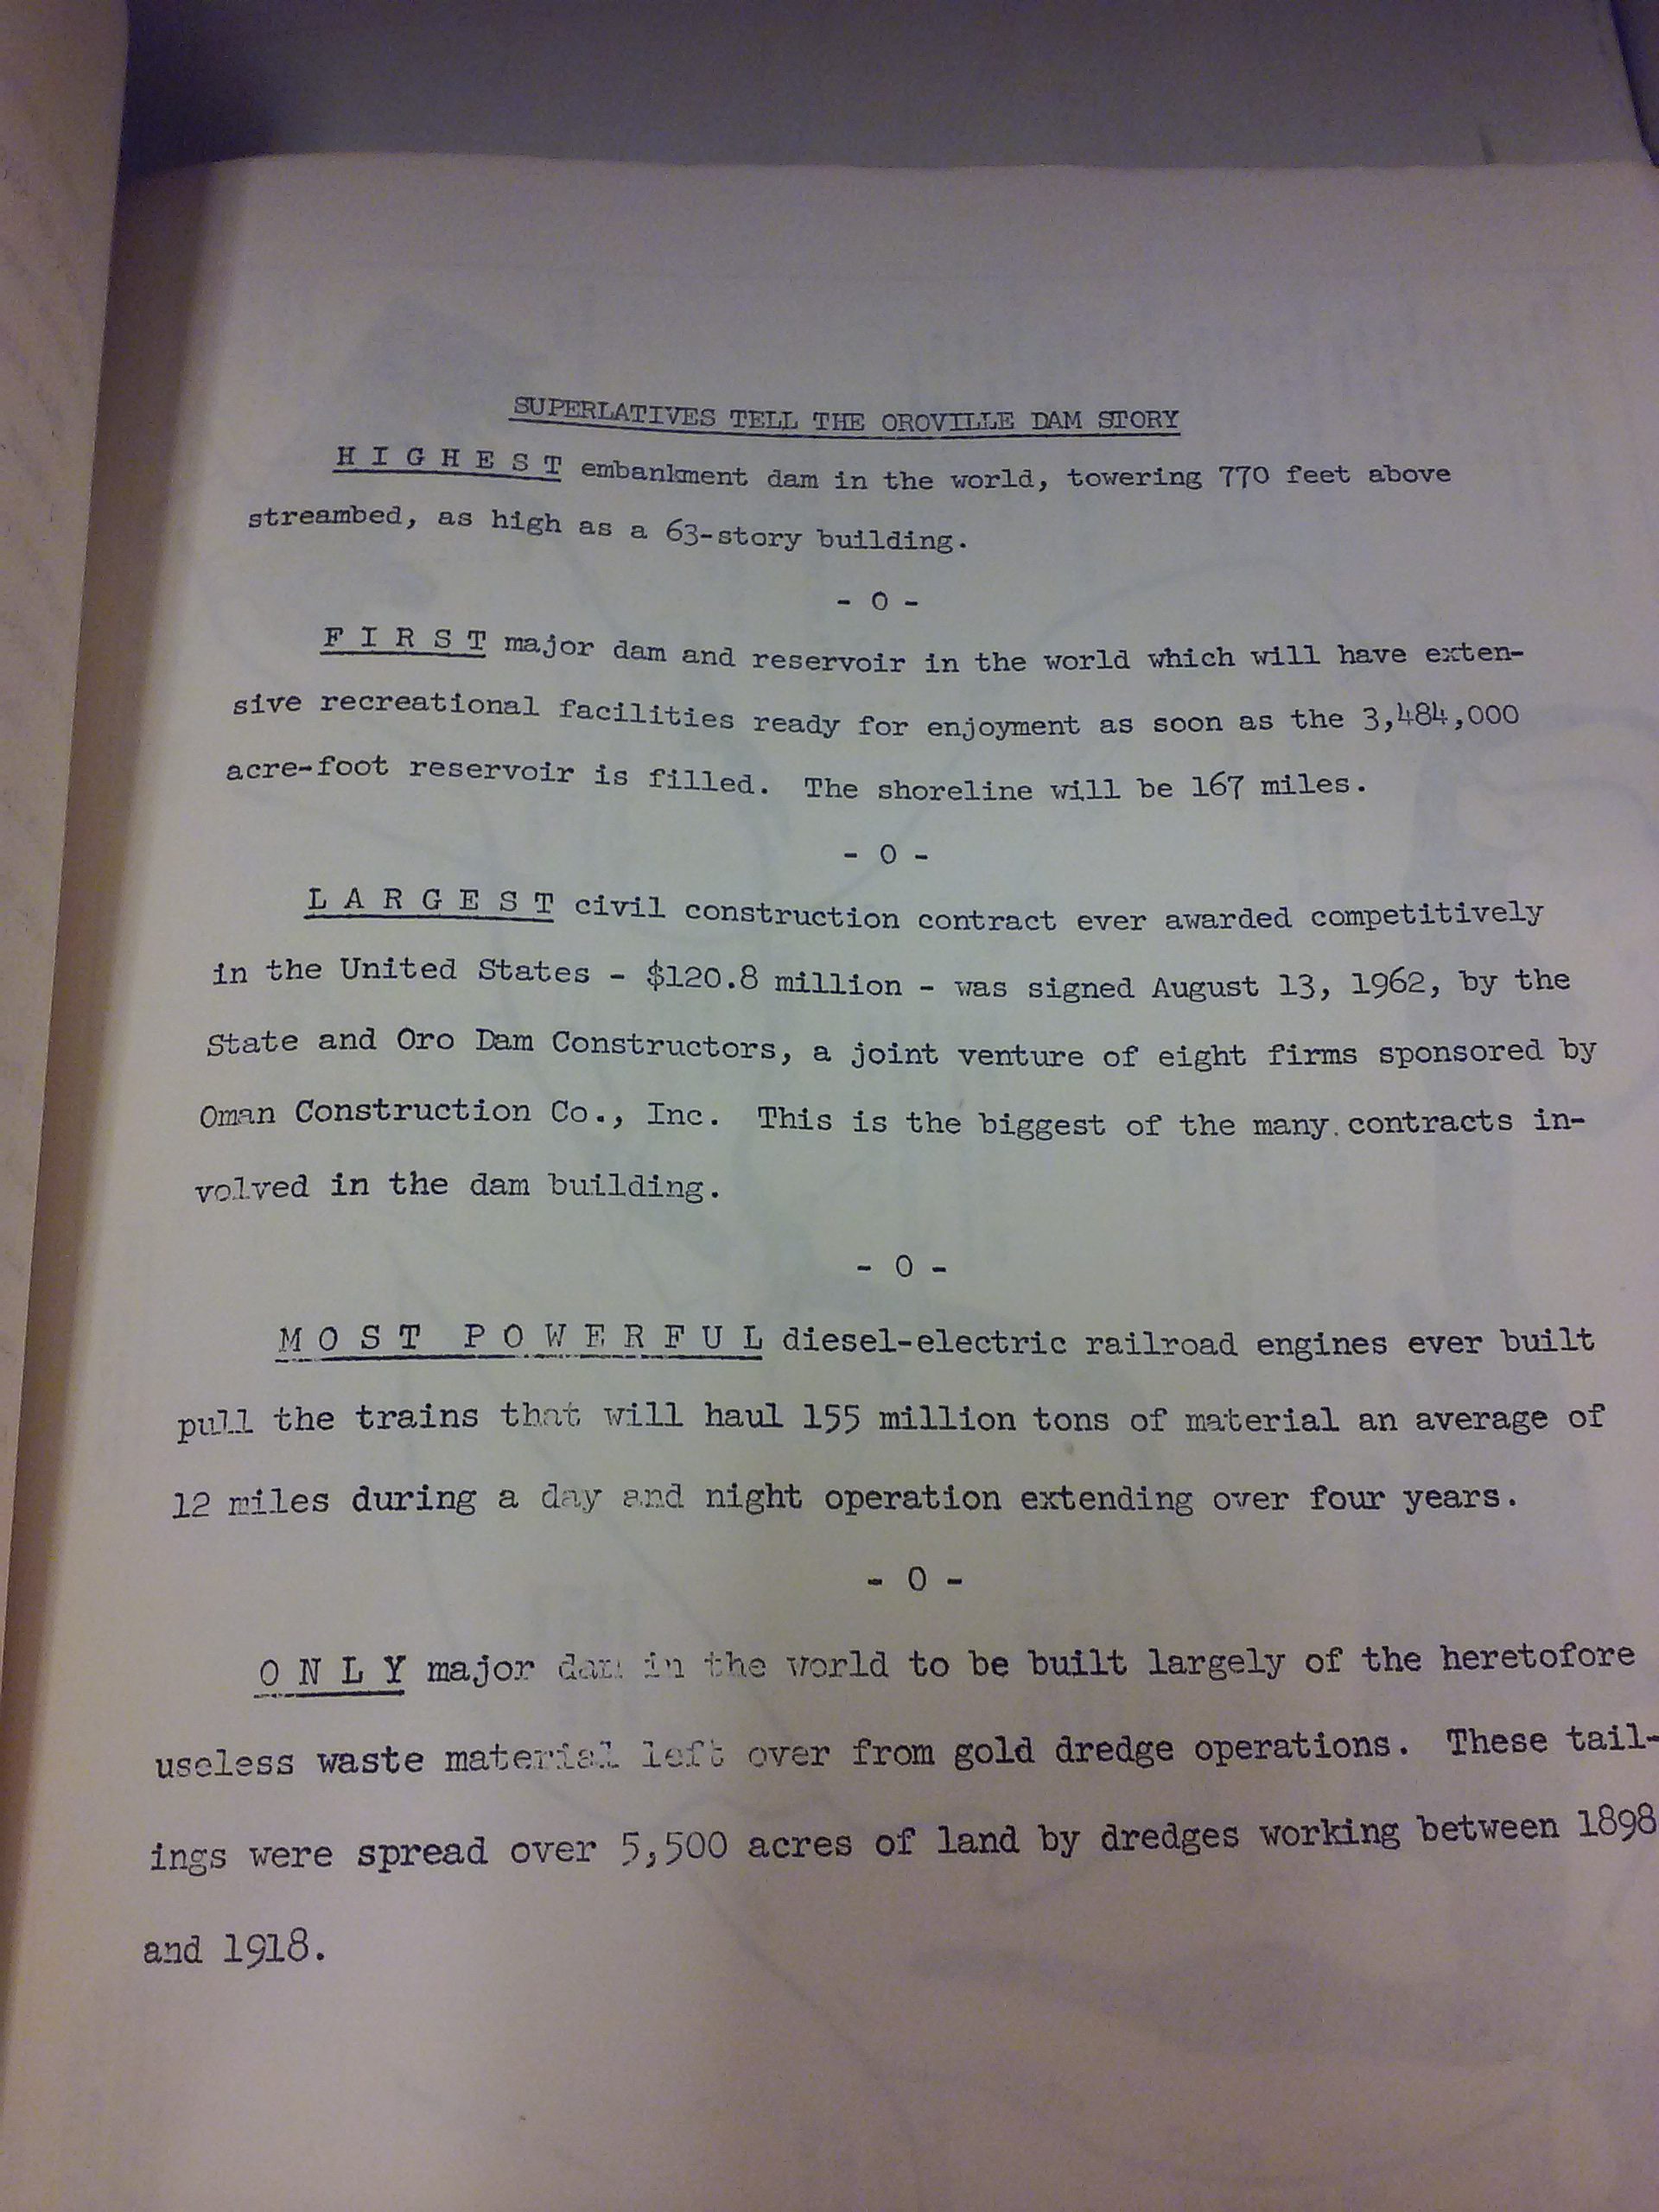 SUPERLATIVES TELL THE OROVILLE DAM STORY
H I G H E S T embankment dam in the world, towering 770 feet above
streambed, as high as a 63-story building.
- 0 -
F I R S T major dam and reservoir in the world which will have exten-
sive recreational facilities ready for enjoyment as soon as the 3,484,000
acre-foot reservoir is filled. The shoreline will be 167 miles.
- 0 -
L A R G E S T civil construction contract ever awarded competitively
in the United States - $120.8 million - was signed August 13, 1962, by the
State and Oro Dam Constructors, a joint venture of eight firms sponsored by
Oman Construction Co., Inc. This is the biggest of the many contracts in-
volved in the dam building.
- 0 -
M O S T P O W E R F U L diesel-electric railroad engines ever built
pull the trains that will haul 155 million tons of material an average of
12 miles during a day and night operation extending over four years.
- 0 -
O N L Y major dam in the world to be built largely of the heretofore
useless waste material left over from gold dredge operations. These tail-
ings were spread over 5,500 acres of land by dredges working between 1898
and 1918.